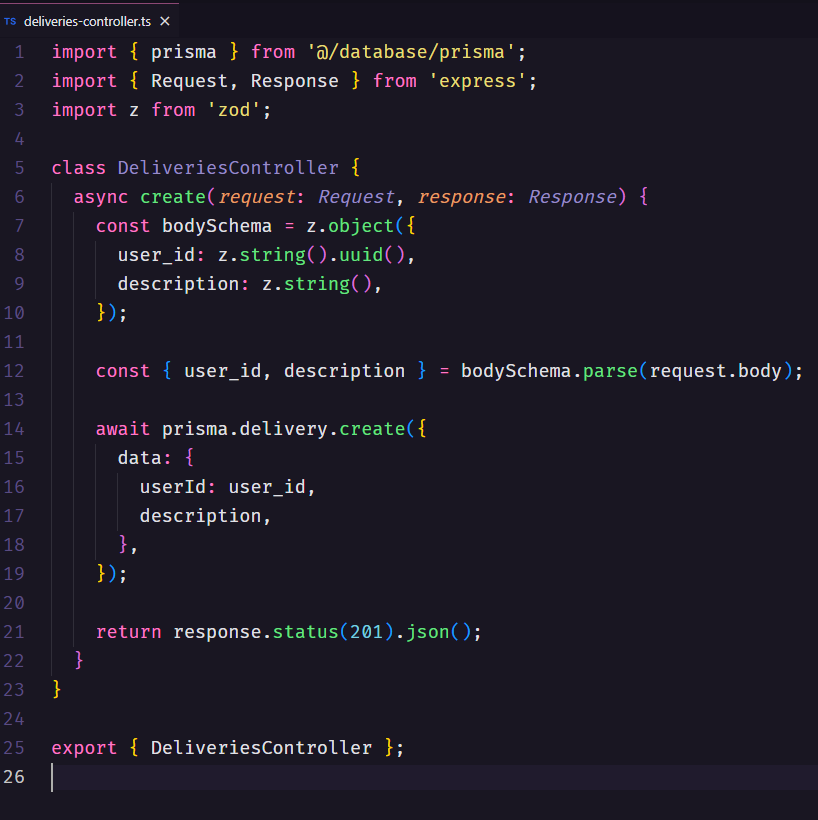 TS deliveries-controller.ts ×
1 import { prisma } from '@/database/prisma';
2 import { Request, Response } from 'express';
3 import z from 'zod';
4
5 class DeliveriesController {
6   async create(request: Request, response: Response) {
7     const bodySchema = z.object({
8       user_id: z.string().uuid(),
9       description: z.string(),
10     });
11
12     const { user_id, description } = bodySchema.parse(request.body);
13
14     await prisma.delivery.create({
15       data: {
16         userId: user_id,
17         description,
18       },
19     });
20
21     return response.status(201).json();
22   }
23 }
24
25 export { DeliveriesController };
26